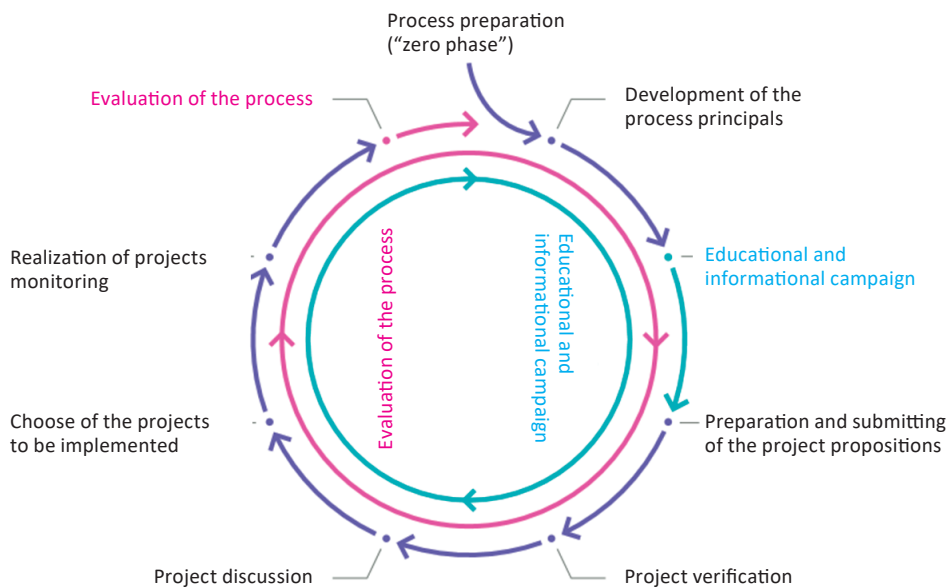 Process preparation
(“zero phase”)
Evaluation of the process
Development of the
process principals
Realization of projects
monitoring
Evaluation of the process
Educational and
informational campaign
Educational and
informational campaign
Choose of the projects
to be implemented
Preparation and submitting
of the project propositions
Project discussion
Project verification